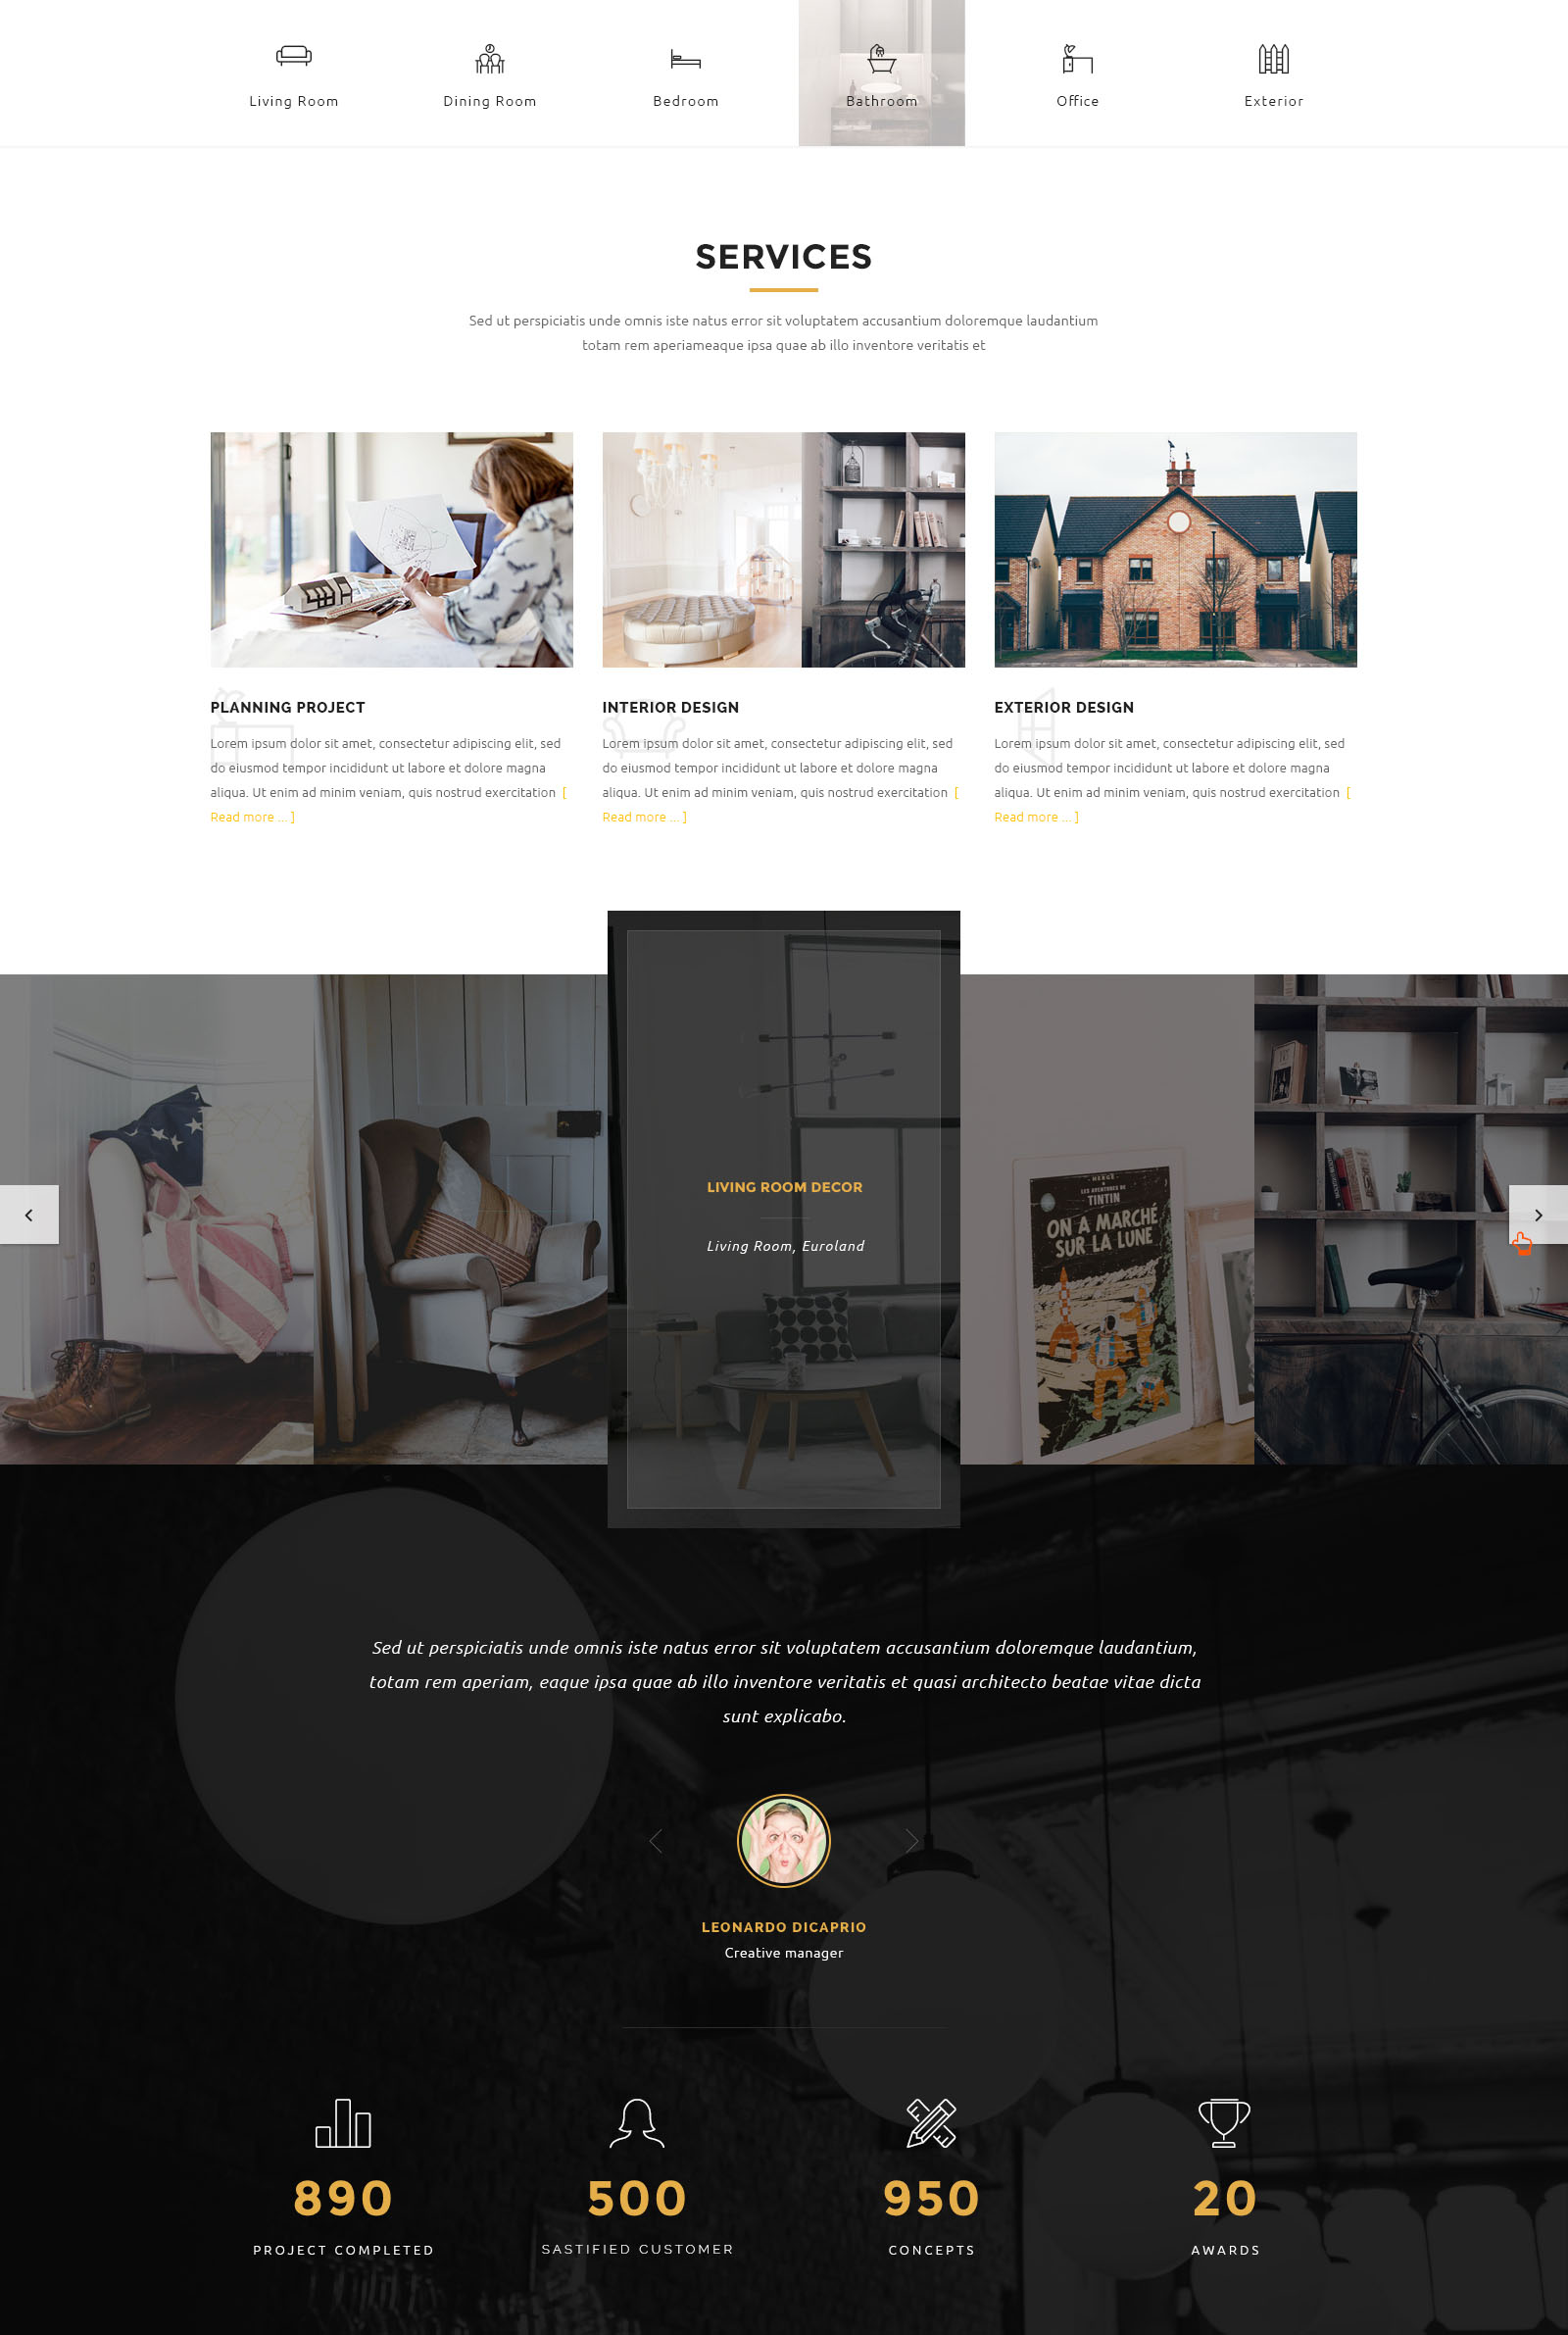 Living Room
Dining Room
Bedroom
Bathroom
Office
Exterior
SERVICES
Sed ut perspiciatis unde omnis iste natus error sit voluptatem accusantium doloremque laudantium
totam rem aperiameaque ipsa quae ab illo inventore veritatis et
PLANNING PROJECT
Lorem ipsum dolor sit amet, consectetur adipiscing elit, sed
do eiusmod tempor incididunt ut labore et dolore magna
aliqua. Ut enim ad minim veniam, quis nostrud exercitation [
Read more ... ]
INTERIOR DESIGN
Lorem ipsum dolor sit amet, consectetur adipiscing elit, sed
do eiusmod tempor incididunt ut labore et dolore magna
aliqua. Ut enim ad minim veniam, quis nostrud exercitation [
Read more ... ]
EXTERIOR DESIGN
Lorem ipsum dolor sit amet, consectetur adipiscing elit, sed
do eiusmod tempor incididunt ut labore et dolore magna
aliqua. Ut enim ad minim veniam, quis nostrud exercitation [
Read more ... ]
LIVING ROOM DECOR
Living Room, Euroland
HERGÉ
LES AVENTURES DE
TINTIN
ON A MARCHÉ
SUR LA LUNE
Sed ut perspiciatis unde omnis iste natus error sit voluptatem accusantium doloremque laudantium,
totam rem aperiam, eaque ipsa quae ab illo inventore veritatis et quasi architecto beatae vitae dicta
sunt explicabo.
LEONARDO DICAPRIO
Creative manager
890
PROJECT COMPLETED
500
SASTIFIED CUSTOMER
950
CONCEPTS
20
AWARDS